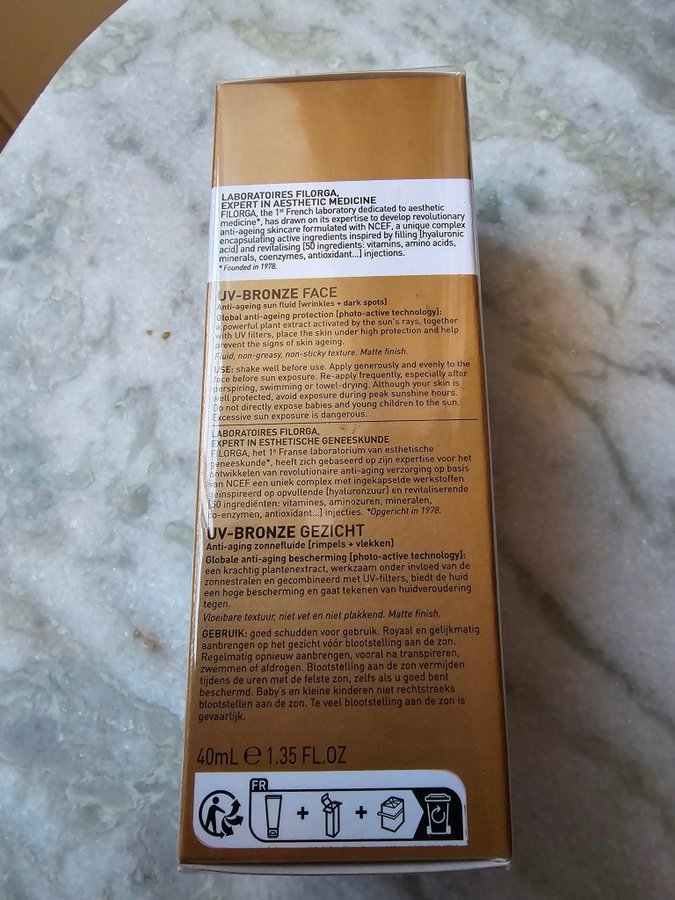 LABORATOIRES FILORGA,
EXPERT IN AESTHETIC MEDICINE
FILORGA, the 1st French laboratory dedicated to aesthetic
medicine*, has drawn on its expertise to develop revolutionary
anti-ageing skincare formulated with NCEF, a unique complex
encapsulating active ingredients inspired by filling [hyaluronic
acid] and revitalising [50 ingredients: vitamins, amino acids,
minerals, coenzymes, antioxidant...] injections.
* Founded in 1978.
UV-BRONZE FACE
Anti-ageing sun fluid [wrinkles + dark spots]
Global anti-ageing protection [photo-active technology]:
a powerful plant extract activated by the sun's rays, together
with UV filters, place the skin under high protection and help
prevent the signs of skin ageing.
Fluid, non-greasy, non-sticky texture. Matte finish.
USE: shake well before use. Apply generously and evenly to the
face before sun exposure. Re-apply frequently, especially after
perspiring, swimming or towel-drying. Although your skin is
well protected, avoid exposure during peak sunshine hours.
Do not directly expose babies and young children to the sun.
Excessive sun exposure is dangerous.
LABORATOIRES FILORGA,
EXPERT IN ESTHETISCHE GENEESKUNDE
FILORGA, het 1e Franse laboratorium van esthetische
geneeskunde*, heeft zich gebaseerd op zijn expertise voor het
ontwikkelen van revolutionaire anti-aging verzorging op basis
van NCEF een uniek complex met ingekapselde werkstoffen
geïnspireerd op opvullende [hyaluronzuur] en revitaliserende
[50 ingrediënten: vitamines, aminozuren, mineralen,
co-enzymen, antioxidant...] injecties. *Opgericht in 1978.
UV-BRONZE GEZICHT
Anti-aging zonnefluide [rimpels + vlekken]
Globale anti-aging bescherming [photo-active technology]:
een krachtig plantenextract, werkzaam onder invloed van de
zonnestralen en gecombineerd met UV-filters, biedt de huid
een hoge bescherming en gaat tekenen van huidveroudering
tegen.
Vloeibare textuur, niet vet en niet plakkend. Matte finish.
GEBRUIK: goed schudden voor gebruik. Royaal en gelijkmatig
aanbrengen op het gezicht vóór blootstelling aan de zon.
Regelmatig opnieuw aanbrengen, vooral na transpireren,
zwemmen of afdrogen. Blootstelling aan de zon vermijden
tijdens de uren met de felste zon, zelfs als u goed bent
beschermd. Baby's en kleine kinderen niet rechtstreeks
blootstellen aan de zon. Te veel blootstelling aan de zon is
gevaarlijk.
40mL ℮ 1.35 FL.OZ
FR
+ +